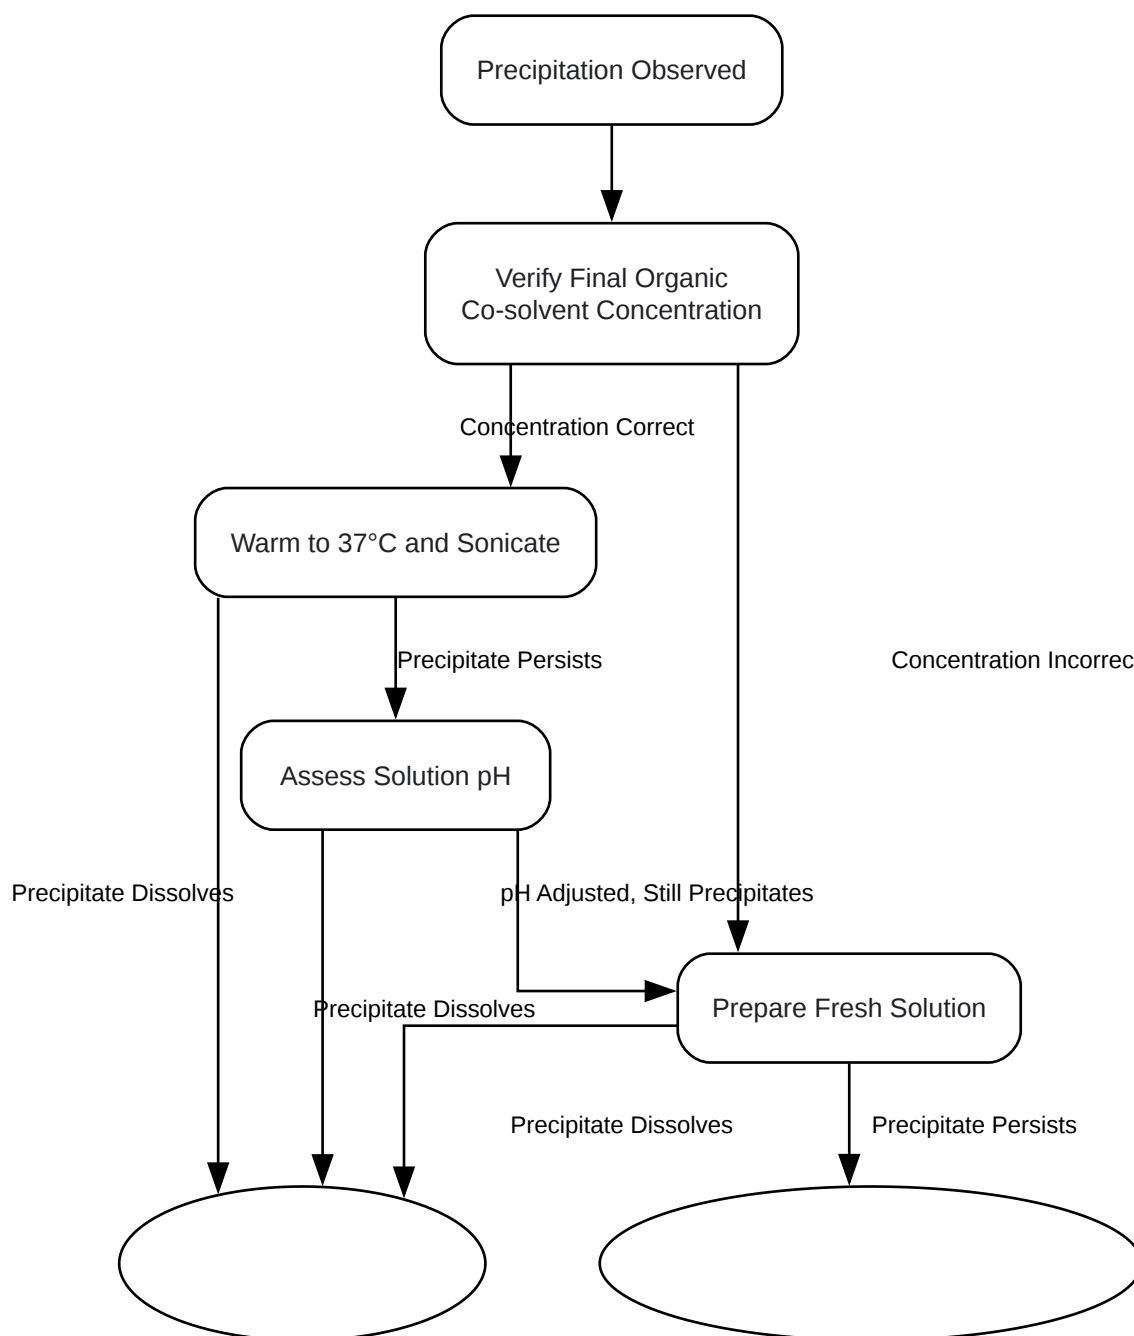 Precipitation Observed
Verify Final Organic
Co-solvent Concentration
Concentration Correct
Warm to 37°C and Sonicate
Precipitate Persists
Concentration Incorrec
Assess Solution pH
Precipitate Dissolves
pH Adjusted, Still Precipitates
Precipitate Dissolves
Prepare Fresh Solution
Precipitate Dissolves
Precipitate Persists